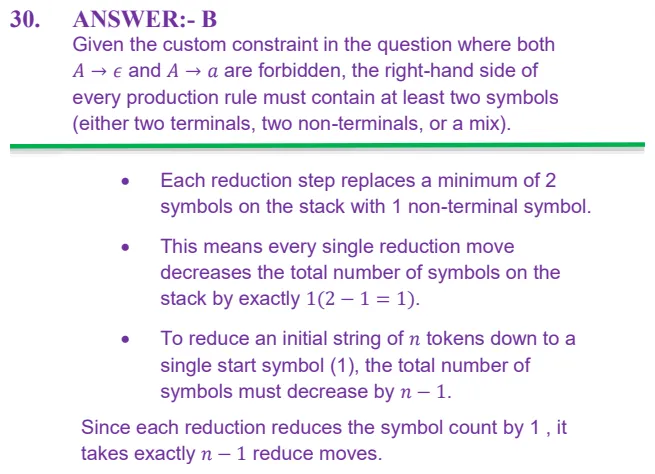 30. ANSWER:- B
Given the custom constraint in the question where both
A → ϵ and A → a are forbidden, the right-hand side of
every production rule must contain at least two symbols
(either two terminals, two non-terminals, or a mix).
• Each reduction step replaces a minimum of 2
symbols on the stack with 1 non-terminal symbol.
• This means every single reduction move
decreases the total number of symbols on the
stack by exactly 1(2 − 1 = 1).
• To reduce an initial string of n tokens down to a
single start symbol (1), the total number of
symbols must decrease by n − 1.
Since each reduction reduces the symbol count by 1 , it
takes exactly n − 1 reduce moves.